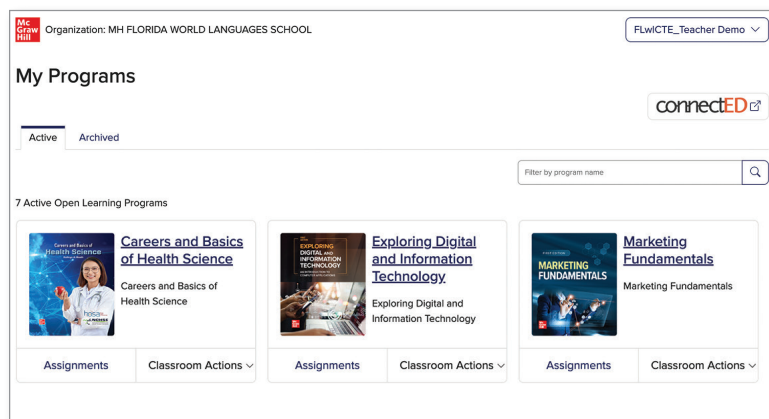 Mc
Graw
Hill
Organization: MH FLORIDA WORLD LANGUAGES SCHOOL
FLwICTE_Teacher Demo
My Programs
connectED
Active
Archived
Filter by program name
7 Active Open Learning Programs
Careers and Basics of
Health Science
Careers and Basics
of Health Science
Careers and Basics of
Health Science
EXPLORING
DIGITAL AND
INFORMATION
TECHNOLOGY
Exploring Digital
and Information
Technology
Exploring Digital and
Information Technology
MARKETING
FUNDAMENTALS
Marketing
Fundamentals
Marketing Fundamentals
Assignments
Classroom Actions
Assignments
Classroom Actions
Assignments
Classroom Actions